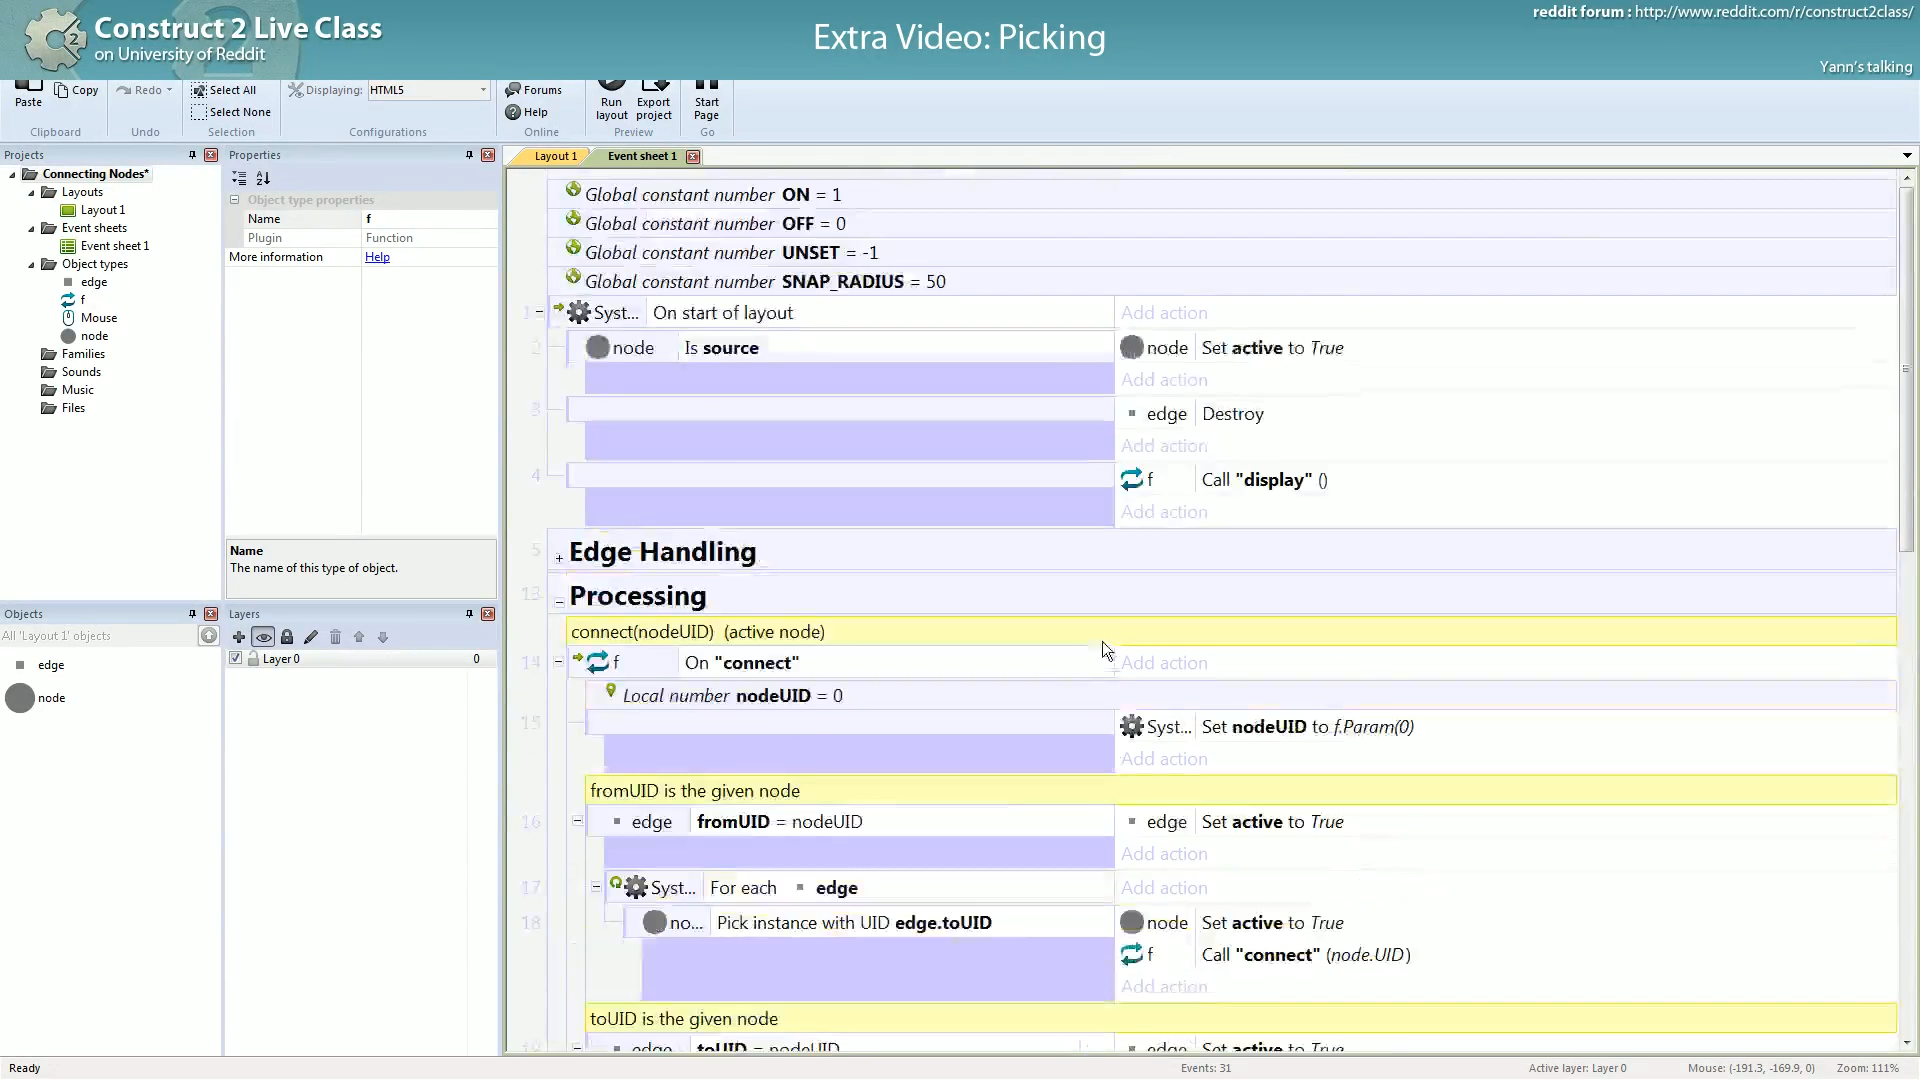 Construct 2 Live Class
on University of Reddit
Extra Video: Picking
reddit forum : http://www.reddit.com/r/construct2class/
Yann's talking
Paste
Copy
Redo
Select All
Select None
Displaying:
HTML5
Forums
Help
Run layout
Export project
Start Page
Clipboard
Undo
Selection
Configurations
Online
Preview
Go
Projects
Connecting Nodes*
Layouts
Layout 1
Event sheets
Event sheet 1
Object types
edge
f
Mouse
node
Families
Sounds
Music
Files
Properties
Object type properties
Name f
Plugin Function
More information Help
Name
The name of this type of object.
Objects
All 'Layout 1' objects
edge
node
Layers
Layer 0 0
Layout 1
Event sheet 1
Global constant number ON = 1
Global constant number OFF = 0
Global constant number UNSET = -1
Global constant number SNAP_RADIUS = 50
1 Syst... On start of layout Add action
2 node Is source node Set active to True
Add action
3 edge Destroy
Add action
4 f Call "display" ()
Add action
5 Edge Handling
13 Processing
connect(nodeUID) (active node)
14 f On "connect" Add action
Local number nodeUID = 0
15 Syst... Set nodeUID to f.Param(0)
Add action
fromUID is the given node
16 edge fromUID = nodeUID edge Set active to True
Add action
17 Syst... For each edge Add action
18 no... Pick instance with UID edge.toUID node Set active to True
f Call "connect" (node.UID)
Add action
toUID is the given node
19 edge toUID = nodeUID edge Set active to True
Ready
Events: 31
Active layer: Layer 0
Mouse: (-191.3, -169.9, 0)
Zoom: 111%